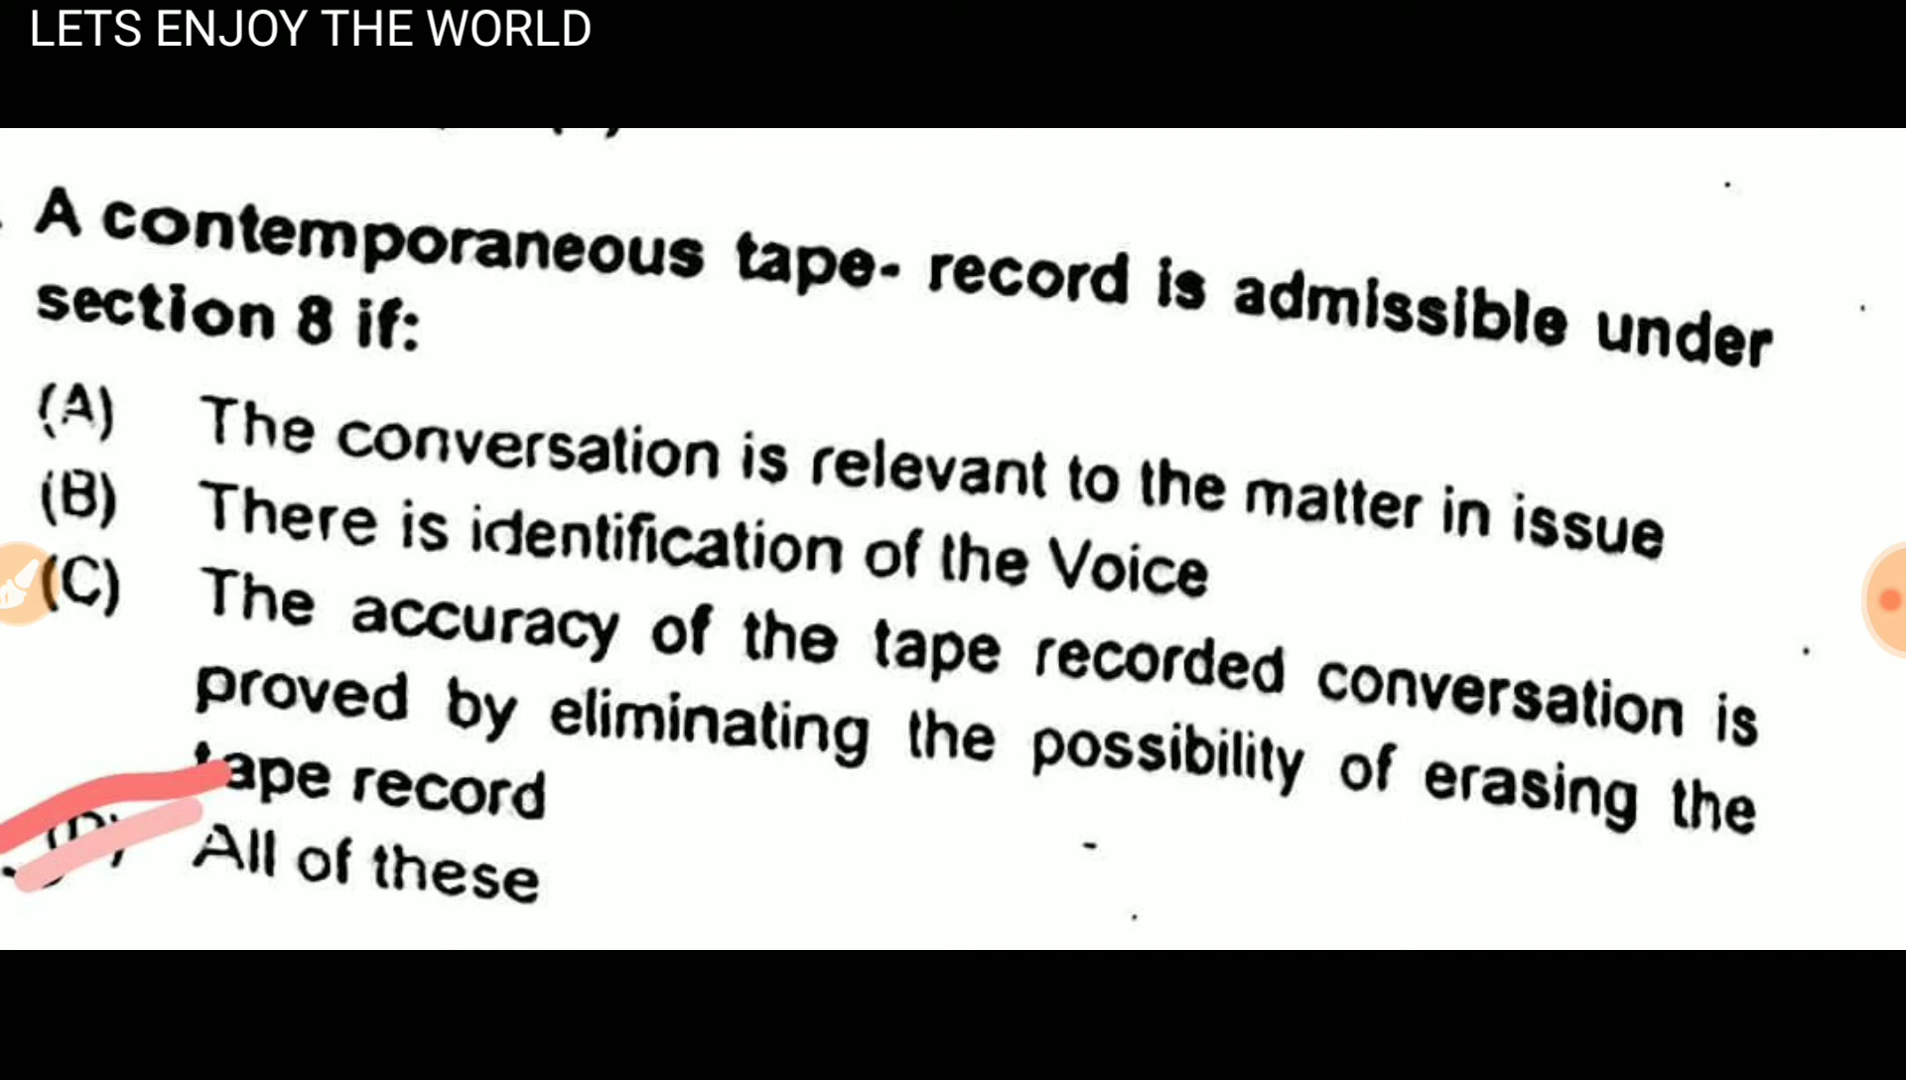 LETS ENJOY THE WORLD
A contemporaneous tape- record is admissible under
section 8 if:
(A) The conversation is relevant to the matter in issue
(B) There is identification of the Voice
(C) The accuracy of the tape recorded conversation is
proved by eliminating the possibility of erasing the
tape record
(D) All of these